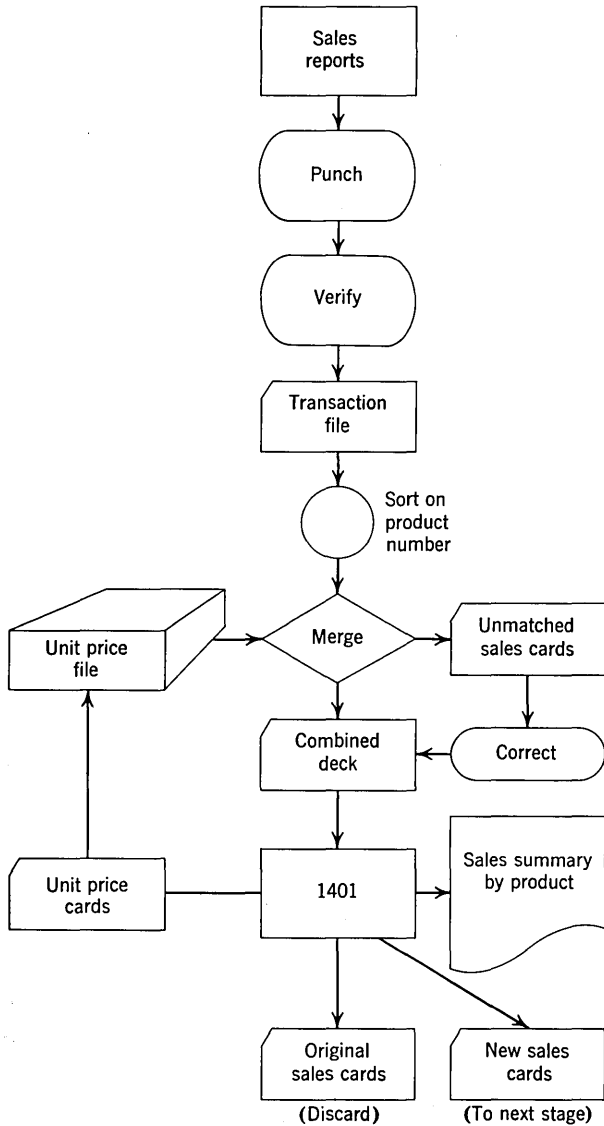 Sales
reports
Punch
Verify
Transaction
file
Sort on
product
number
Unit price
file
Merge
Unmatched
sales cards
Combined
deck
Correct
Unit price
cards
1401
Sales summary
by product
Original
sales cards
(Discard)
New sales
cards
(To next stage)